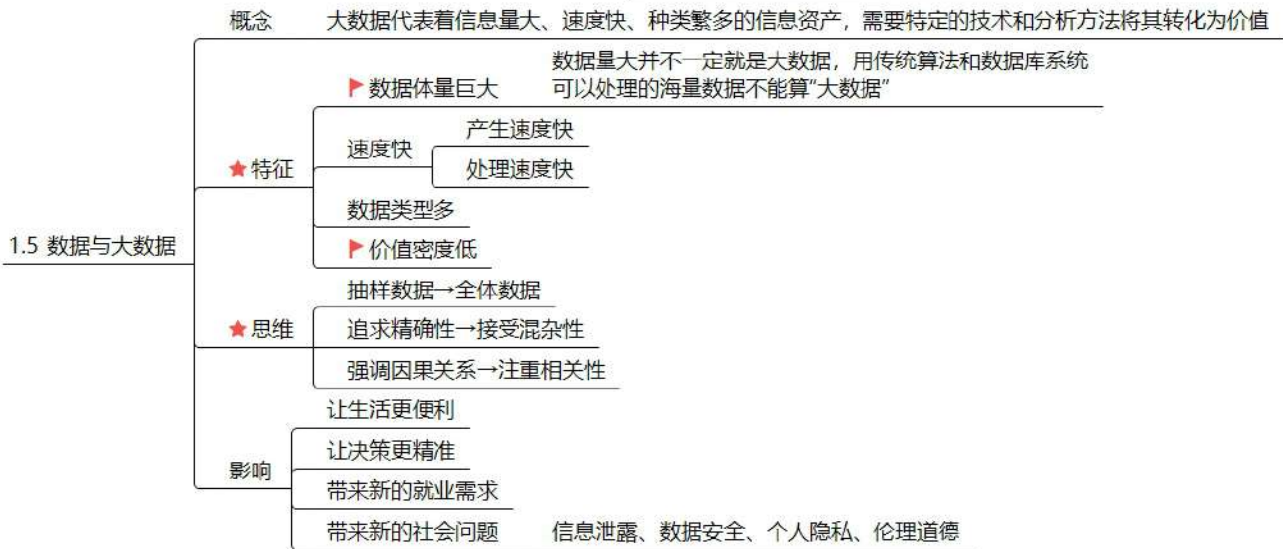 概念
大数据代表着信息量大、速度快、种类繁多的信息资产，需要特定的技术和分析方法将其转化为价值
数据体量巨大
数据量大并不一定就是大数据，用传统算法和数据库系统
可以处理的海量数据不能算“大数据”
特征
速度快
产生速度快
处理速度快
数据类型多
价值密度低
1.5 数据与大数据
思维
抽样数据→全体数据
追求精确性→接受混杂性
强调因果关系→注重相关性
影响
让生活更便利
让决策更精准
带来新的就业需求
带来新的社会问题
信息泄露、数据安全、个人隐私、伦理道德